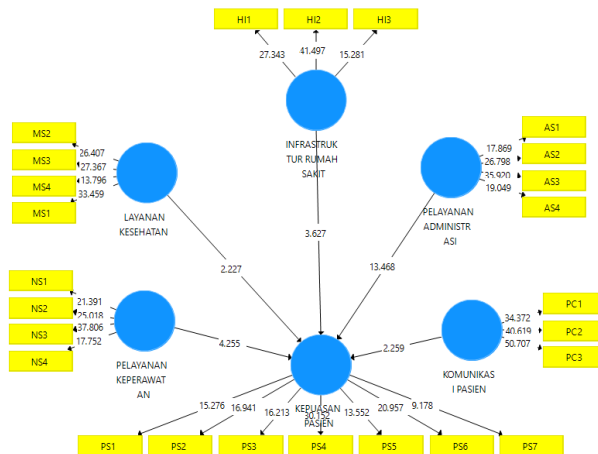 HI1
HI2
HI3
27.343
41.497
15.281
INFRASTRUK
TUR RUMAH
SAKIT
MS2
MS3
MS4
MS1
26.407
27.367
13.796
33.459
LAYANAN
KESEHATAN
AS1
AS2
AS3
AS4
17.869
26.798
35.920
19.049
PELAYANAN
ADMINISTR
ASI
3.627
2.227
13.468
NS1
NS2
NS3
NS4
21.391
25.018
37.806
17.752
PELAYANAN
KEPERAWAT
AN
4.255
2.259
PC1
PC2
PC3
34.372
40.619
50.707
KOMUNIKAS
I PASIEN
KEPUASAN
PASIEN
15.276
16.941
16.213
30.152
13.552
20.957
9.178
PS1
PS2
PS3
PS4
PS5
PS6
PS7